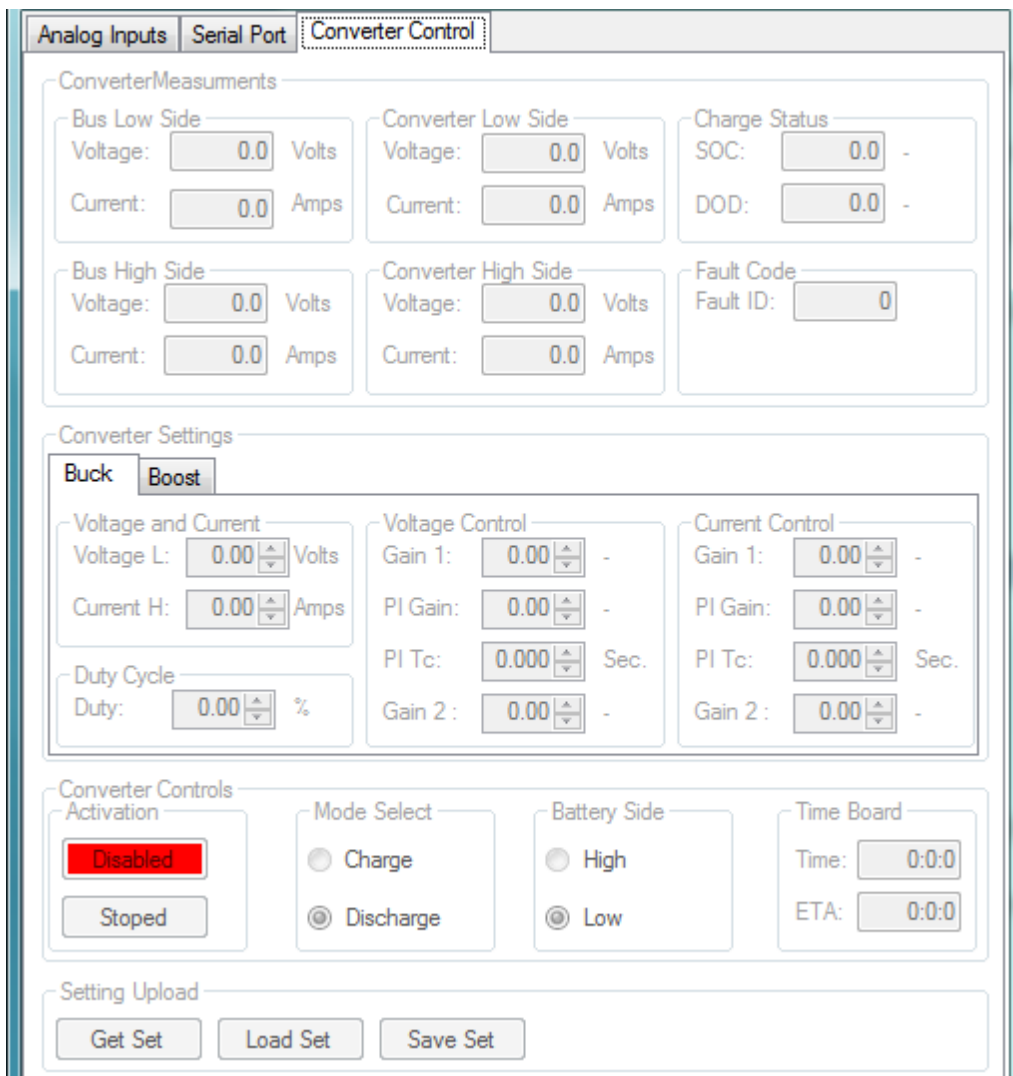 Analog Inputs Serial Port Converter Control
ConverterMeasurments
Bus Low Side Converter Low Side Charge Status
Voltage: 0.0 Volts Voltage: 0.0 Volts SOC: 0.0 -
Current: 0.0 Amps Current: 0.0 Amps DOD: 0.0 -
Bus High Side Converter High Side Fault Code
Voltage: 0.0 Volts Voltage: 0.0 Volts Fault ID: 0
Current: 0.0 Amps Current: 0.0 Amps
Converter Settings
Buck Boost
Voltage and Current Voltage Control Current Control
Voltage L: 0.00 Volts Gain 1: 0.00 - Gain 1: 0.00 -
Current H: 0.00 Amps PI Gain: 0.00 - PI Gain: 0.00 -
PI Tc: 0.000 Sec. PI Tc: 0.000 Sec.
Duty Cycle
Duty: 0.00 % Gain 2 : 0.00 - Gain 2 : 0.00 -
Converter Controls
Activation Mode Select Battery Side Time Board
Disabled Charge High Time: 0:0:0
Stoped Discharge Low ETA: 0:0:0
Setting Upload
Get Set Load Set Save Set